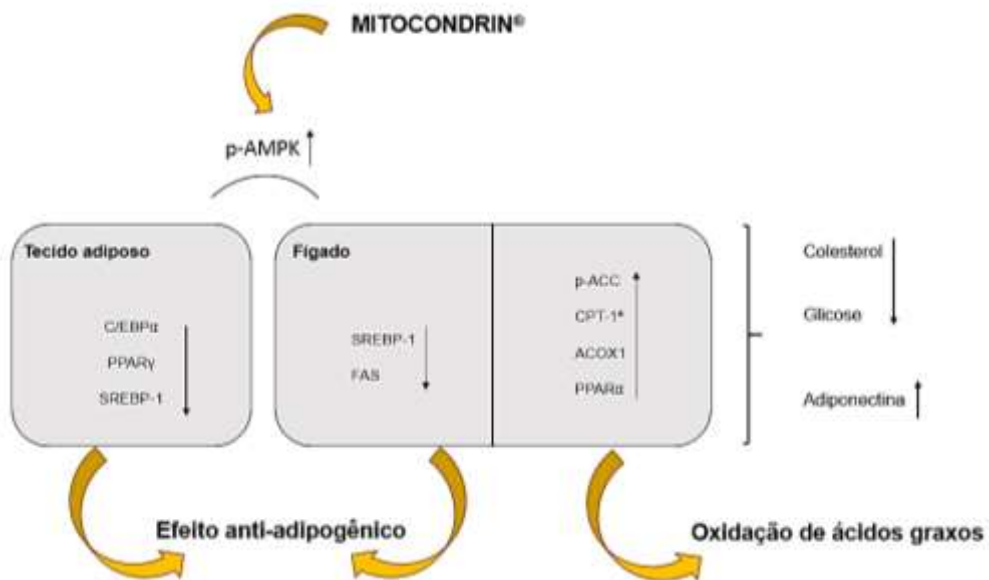 MITOCONDRIN®
p-AMPK
Tecido adiposo
C/EBPα
PPARγ
SREBP-1
Fígado
SREBP-1
FAS
p-ACC
CPT-1ª
ACOX1
PPARα
Colesterol
Glicose
Adiponectina
Efeito anti-adipogênico
Oxidação de ácidos graxos